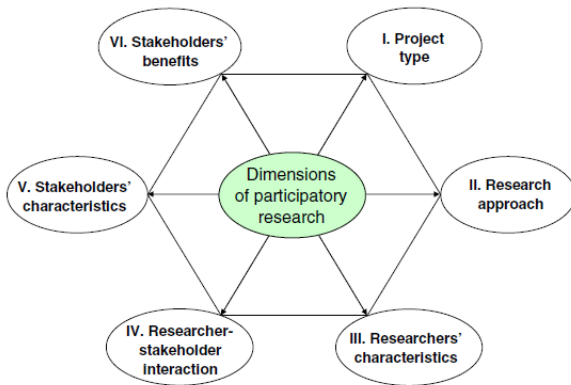 VI. Stakeholders'
benefits
I. Project
type
V. Stakeholders'
characteristics
Dimensions
of participatory
research
II. Research
approach
IV. Researcher-
stakeholder
interaction
III. Researchers'
characteristics